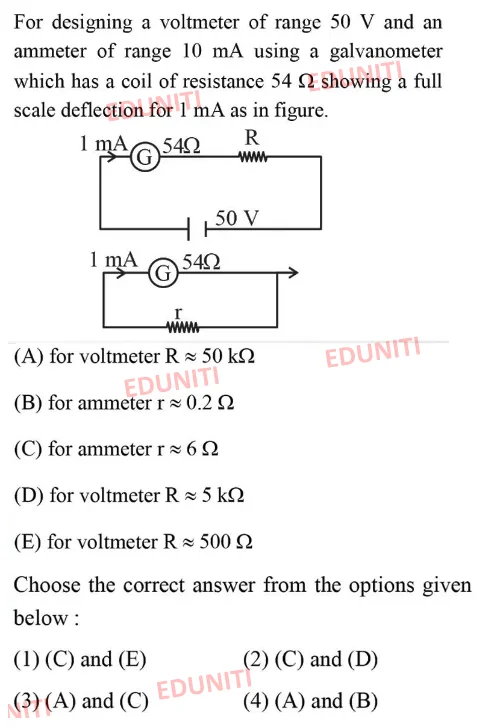 For designing a voltmeter of range 50 V and an
ammeter of range 10 mA using a galvanometer
which has a coil of resistance 54 Ω showing a full
scale deflection for 1 mA as in figure.
EDUNITI
EDUNITI
1 mA G 54Ω R
50 V
1 mA G 54Ω
r
(A) for voltmeter R ≈ 50 kΩ
EDUNITI
EDUNITI
(B) for ammeter r ≈ 0.2 Ω
(C) for ammeter r ≈ 6 Ω
(D) for voltmeter R ≈ 5 kΩ
(E) for voltmeter R ≈ 500 Ω
Choose the correct answer from the options given
below :
(1) (C) and (E) (2) (C) and (D)
(3) (A) and (C) (4) (A) and (B)
EDUNITI
NITI